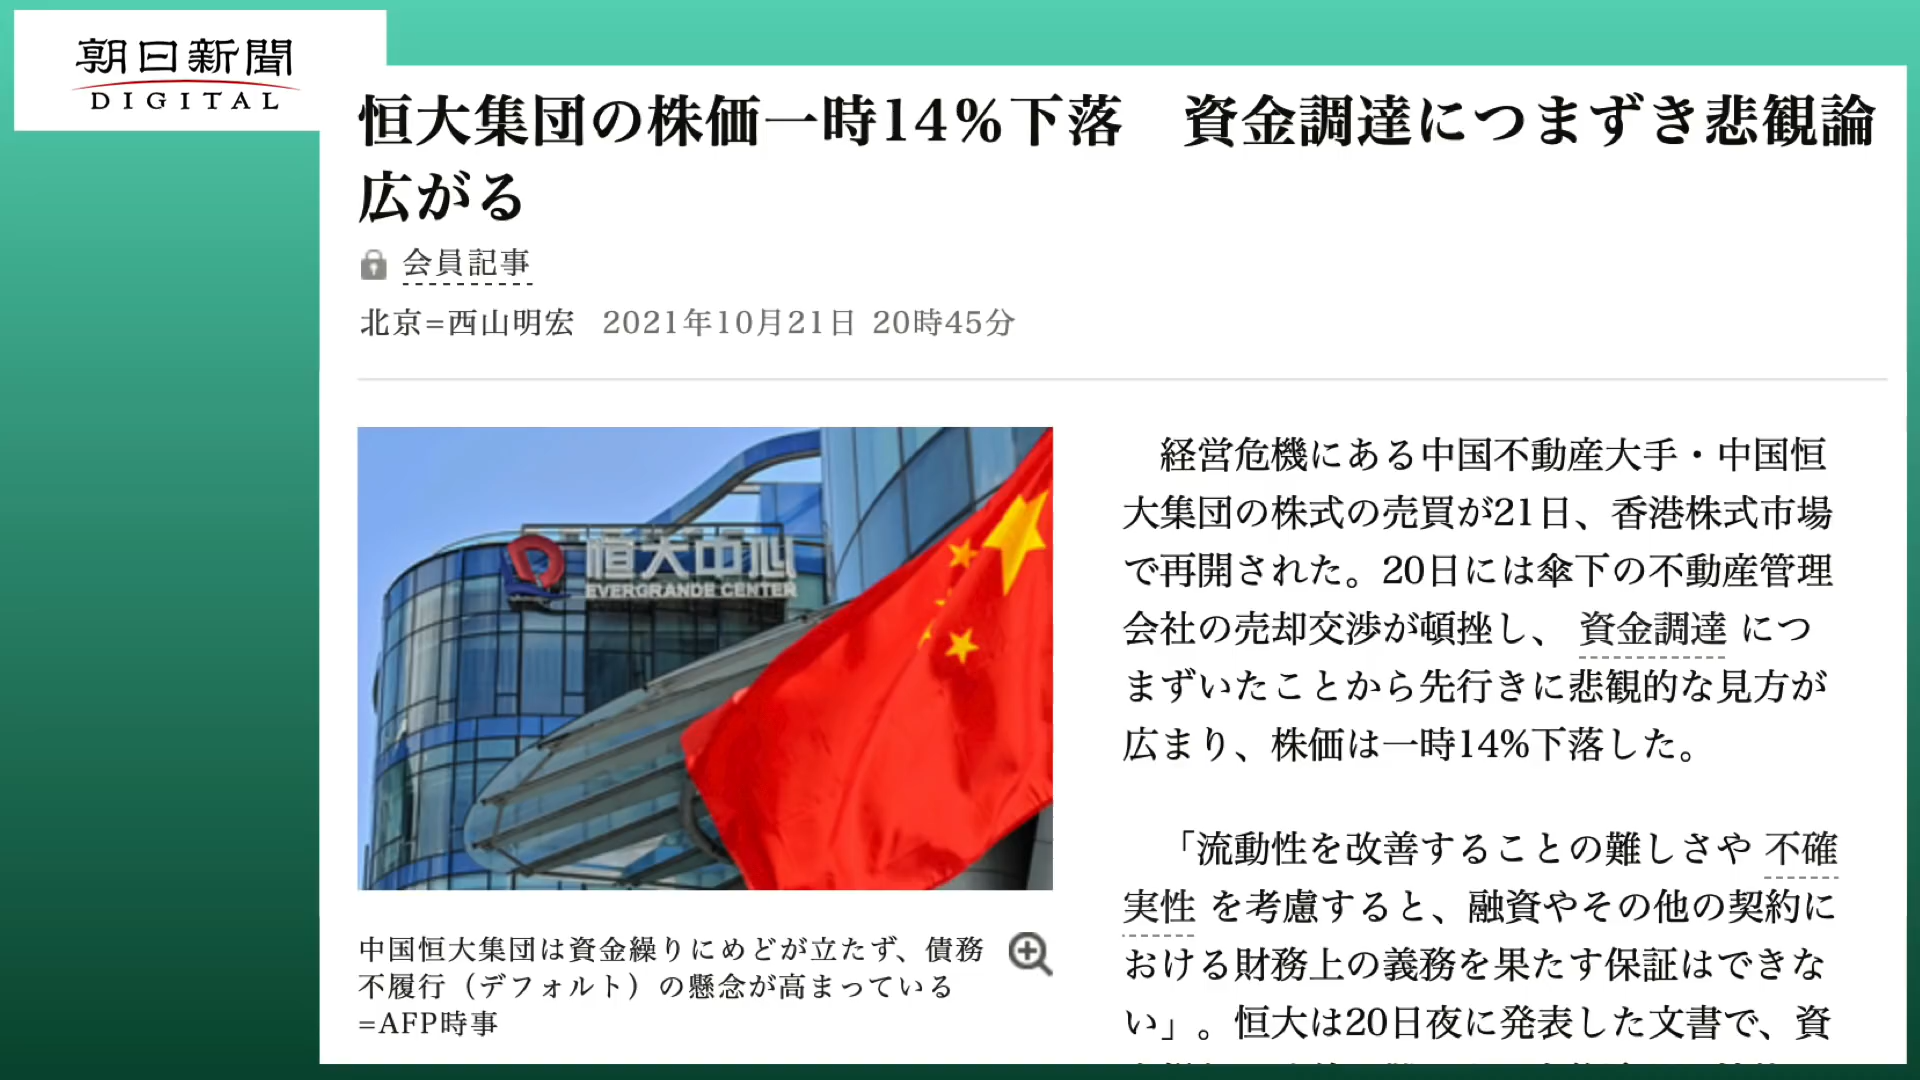 朝日新聞
DIGITAL
恒大集団の株価一時14％下落　資金調達につまずき悲観論
広がる
会員記事
北京=西山明宏 2021年10月21日 20時45分
恒大中心
EVERGRANDE CENTER
中国恒大集団は資金繰りにめどが立たず、債務
不履行（デフォルト）の懸念が高まっている
=AFP時事
経営危機にある中国不動産大手・中国恒
大集団の株式の売買が21日、香港株式市場
で再開された。20日には傘下の不動産管理
会社の売却交渉が頓挫し、 資金調達 につ
まずいたことから先行きに悲観的な見方が
広まり、株価は一時14%下落した。
「流動性を改善することの難しさや 不確
実性 を考慮すると、融資やその他の契約に
おける財務上の義務を果たす保証はできな
い」。恒大は20日夜に発表した文書で、資